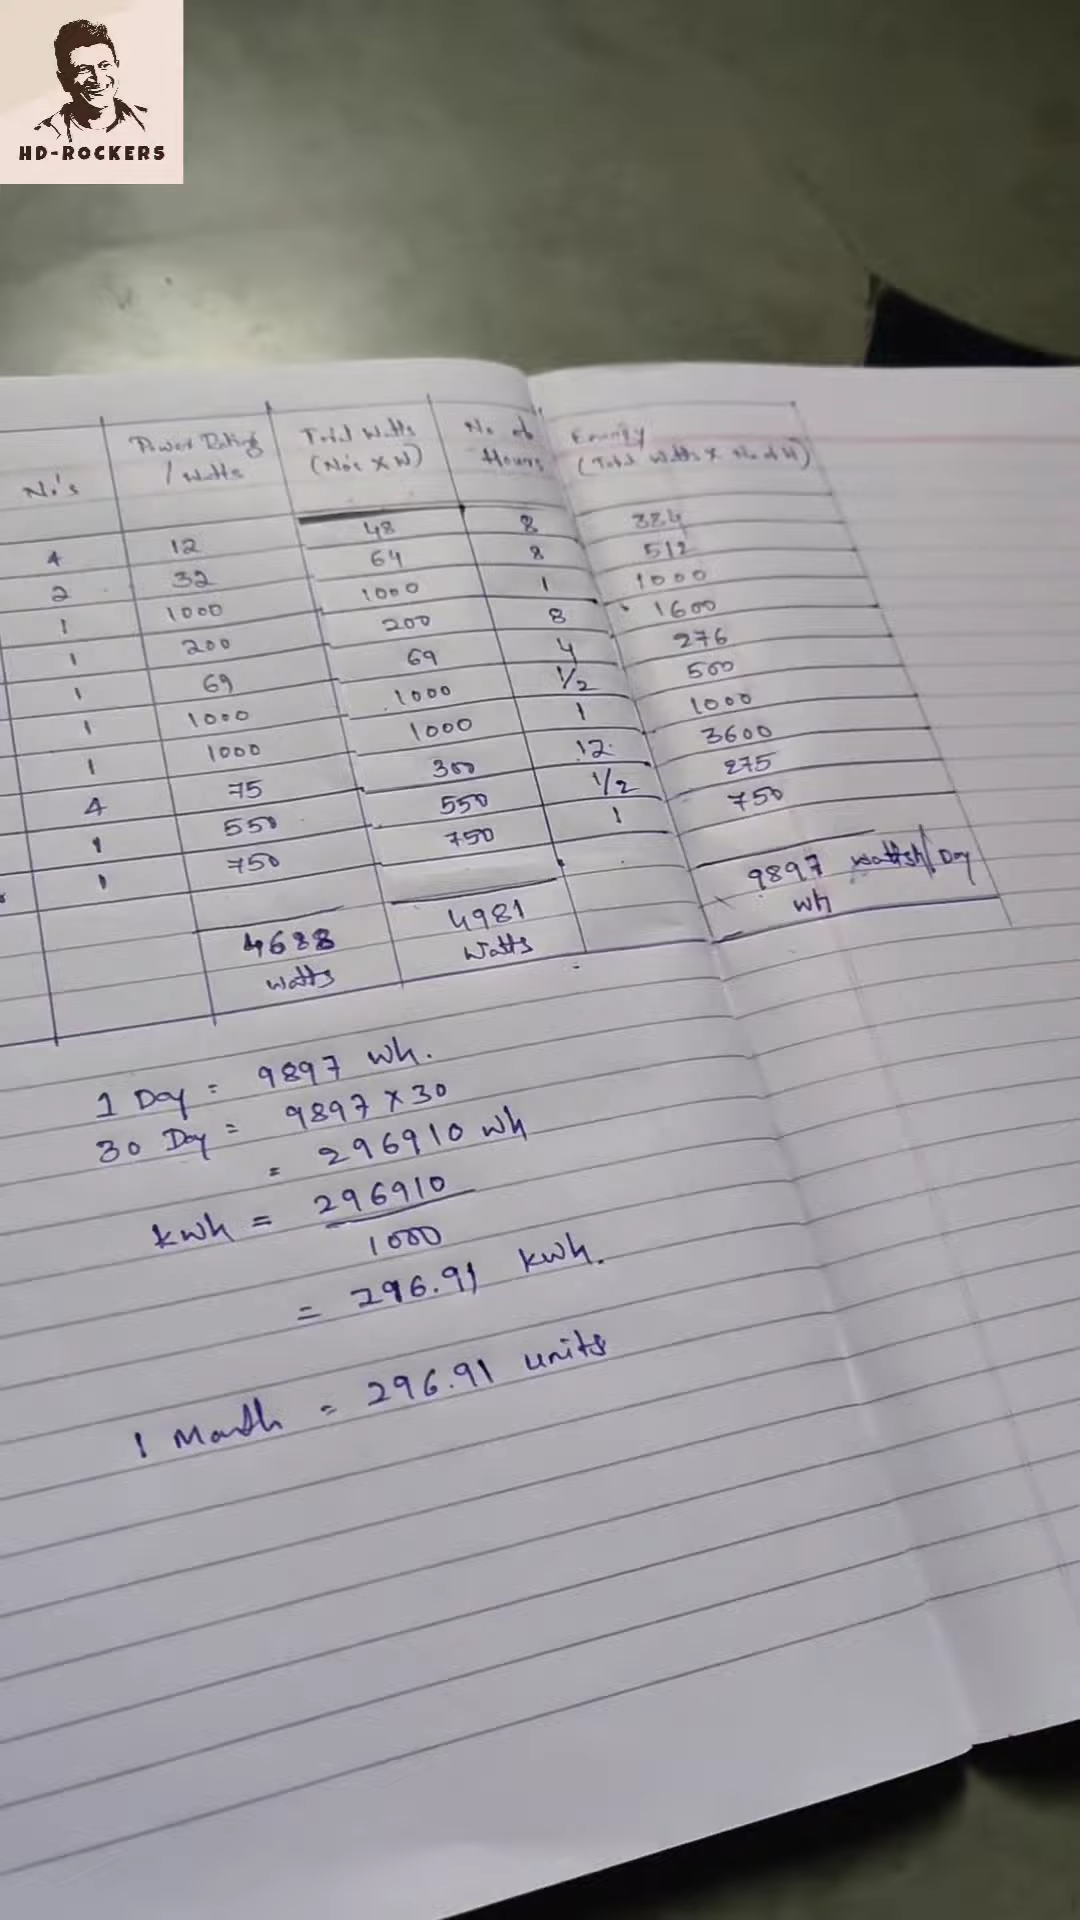 HD-ROCKERS
No's Power Rating / Watts Total Watts (No's X W) No of Hours Energy (Total Watts X No of H)
4 12 48 8 384
2 32 64 8 512
1 1000 1000 1 1000
1 200 200 8 1600
1 69 69 4 276
1 1000 1000 1/2 500
1 1000 1000 1 1000
4 75 300 12 3600
1 550 550 1/2 275
1 750 750 1 750
4688 watts 4981 Watts 9897 wattsh/Day wh
1 Day = 9897 Wh.
30 Day = 9897 X 30
= 296910 Wh
kwh = 296910
1000
= 296.91 kwh.
1 Month = 296.91 units